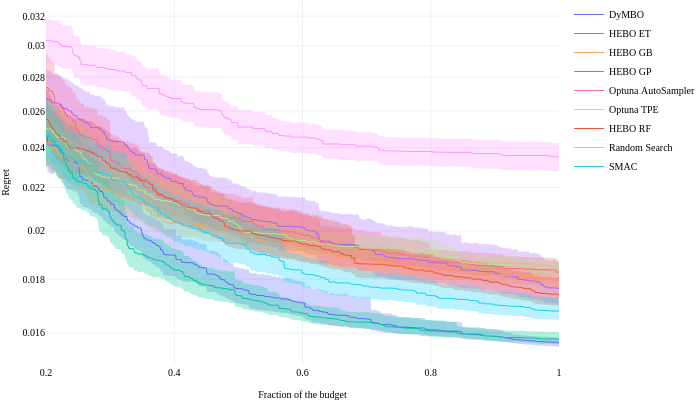 0.032
0.03
0.028
0.026
0.024
0.022
0.02
0.018
0.016
Regret
0.2
0.4
0.6
0.8
1
Fraction of the budget
DyMBO
HEBO ET
HEBO GB
HEBO GP
Optuna AutoSampler
Optuna TPE
HEBO RF
Random Search
SMAC